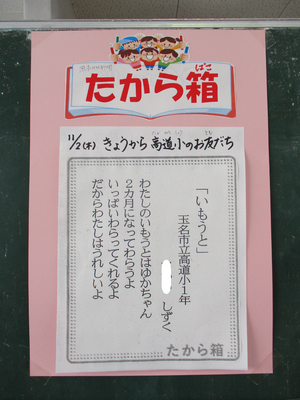 ばこ
たから箱
11/2(木) きょうから 高道小のお友だち
「いもうと」
玉名市立高道小1年
しずく
わたしのいもうとはゆかちゃん
2カ月になってわらうよ
いっぱいわらってくれるよ
だからわたしはうれしいよ
たから箱